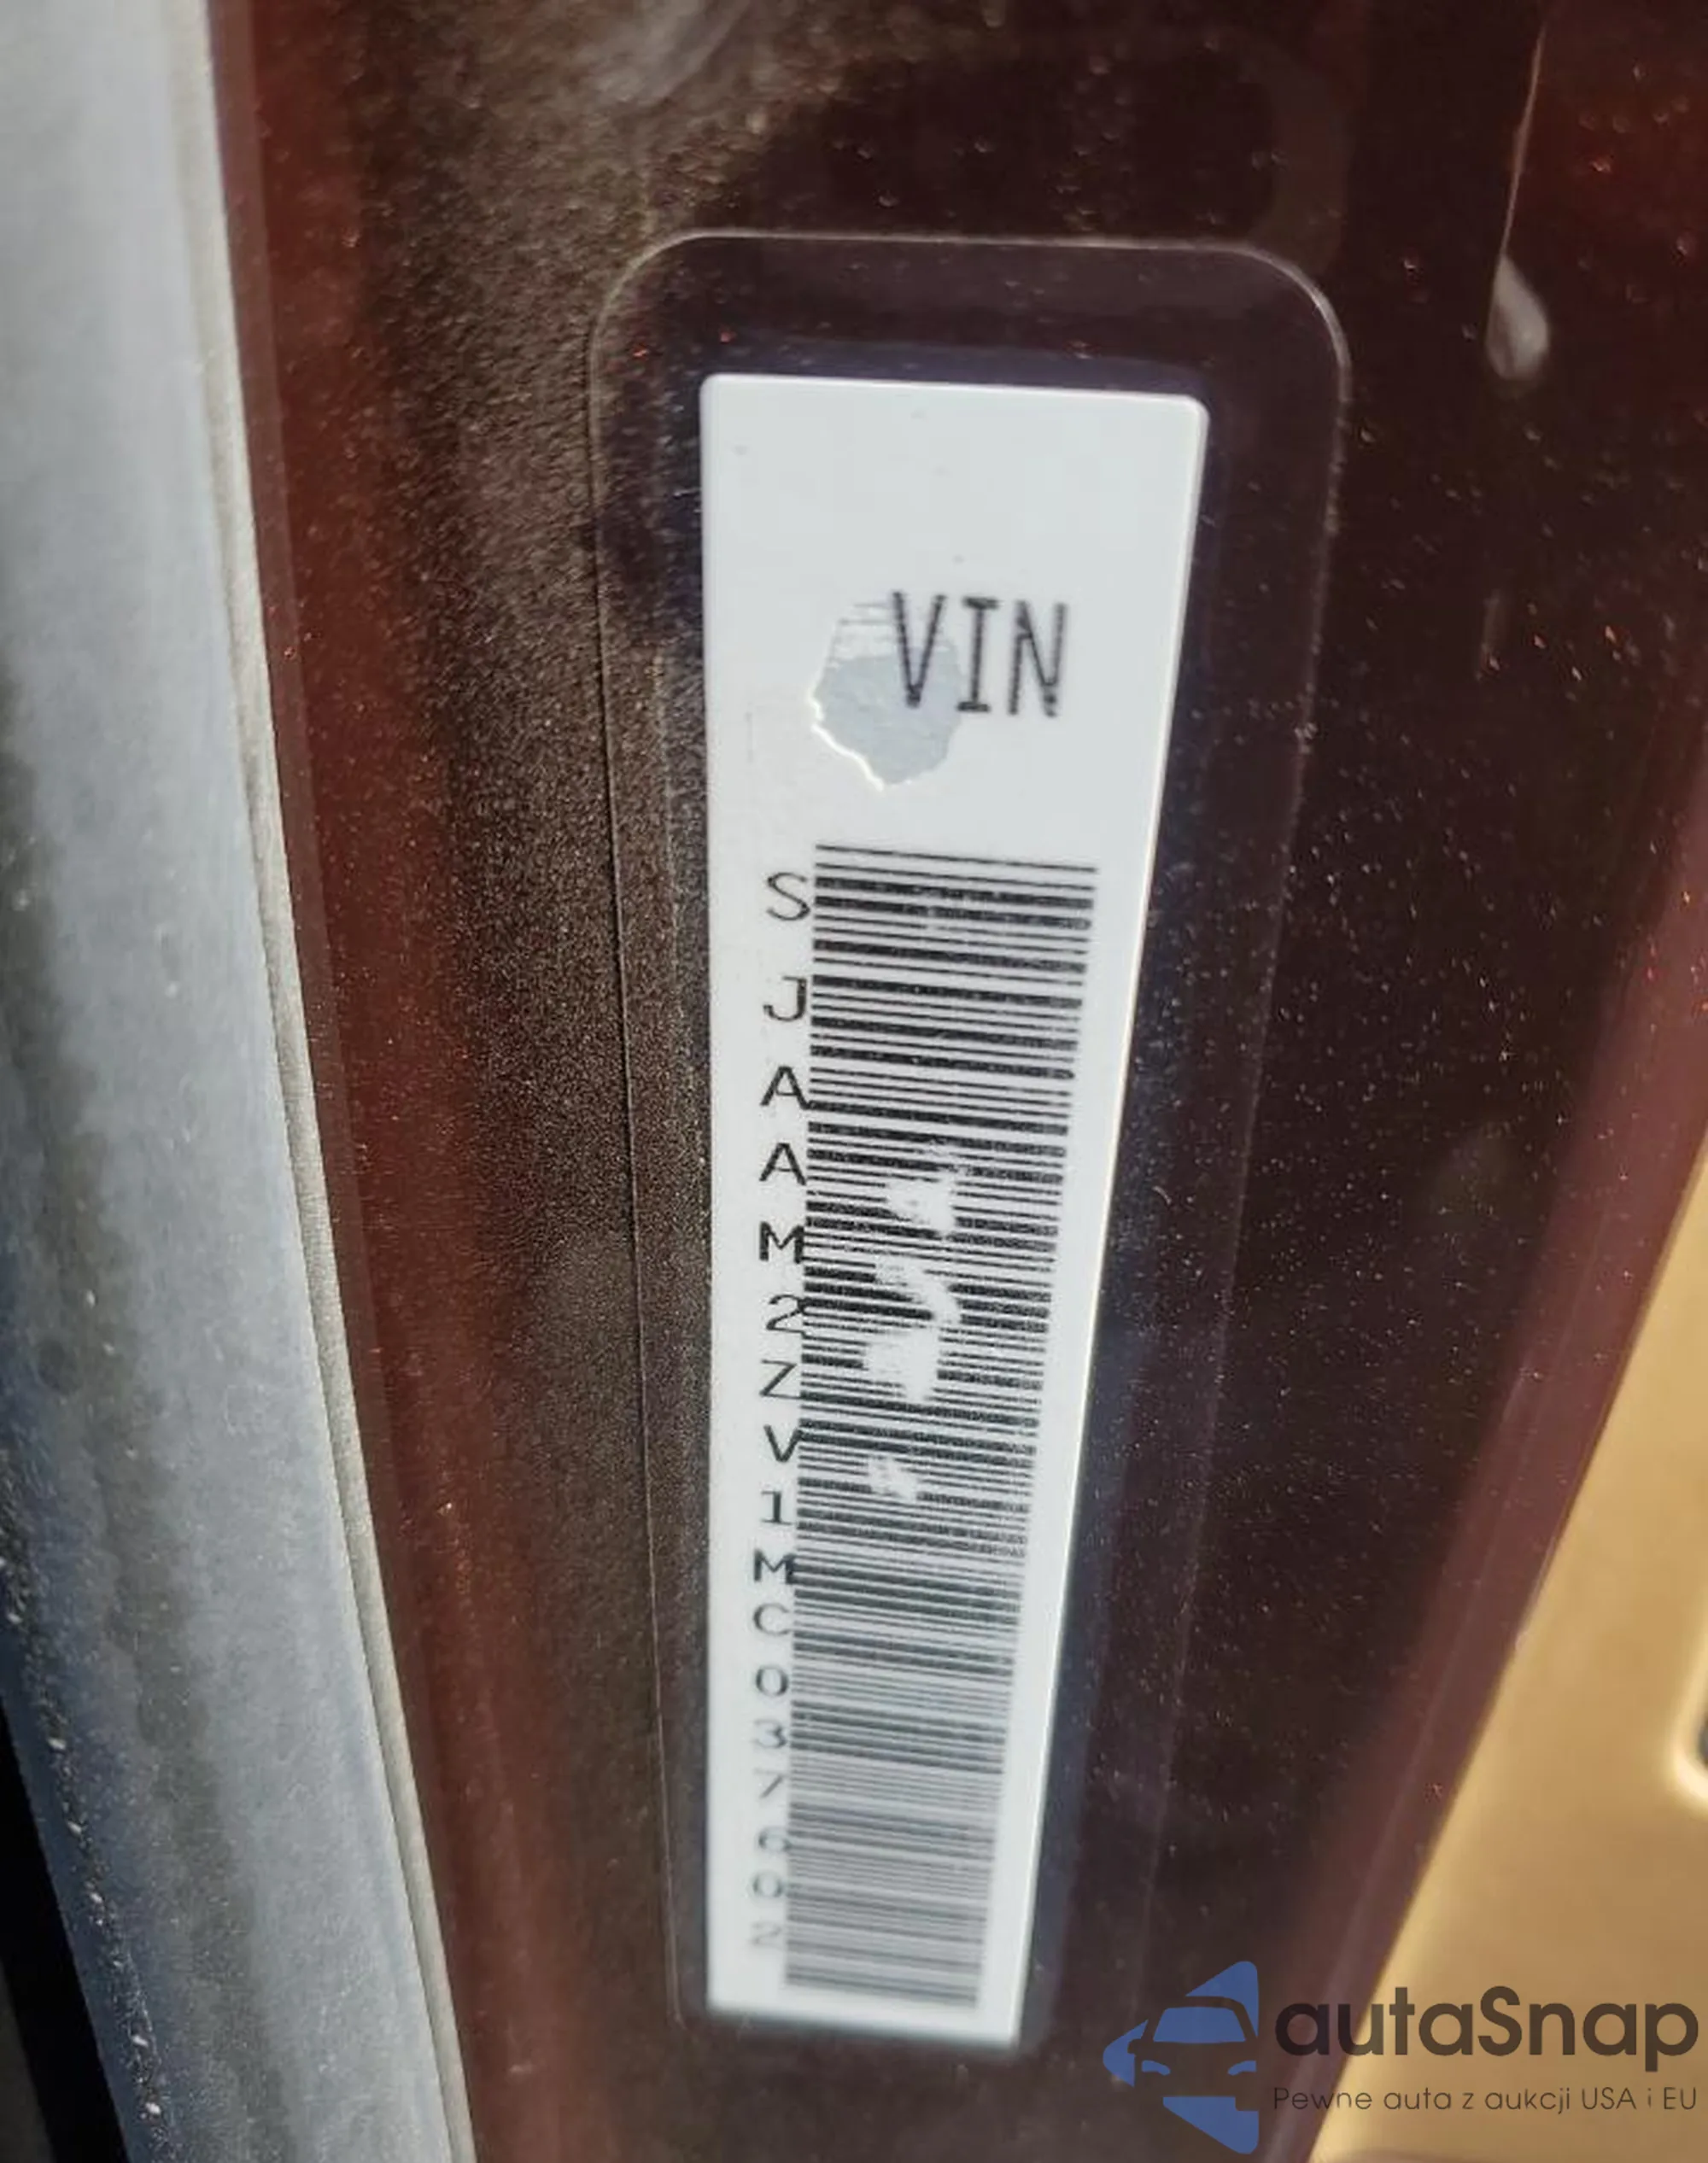 VIN
SJAAM2ZV1MC037602
autaSnap
Pewne auta z aukcji USA i EU